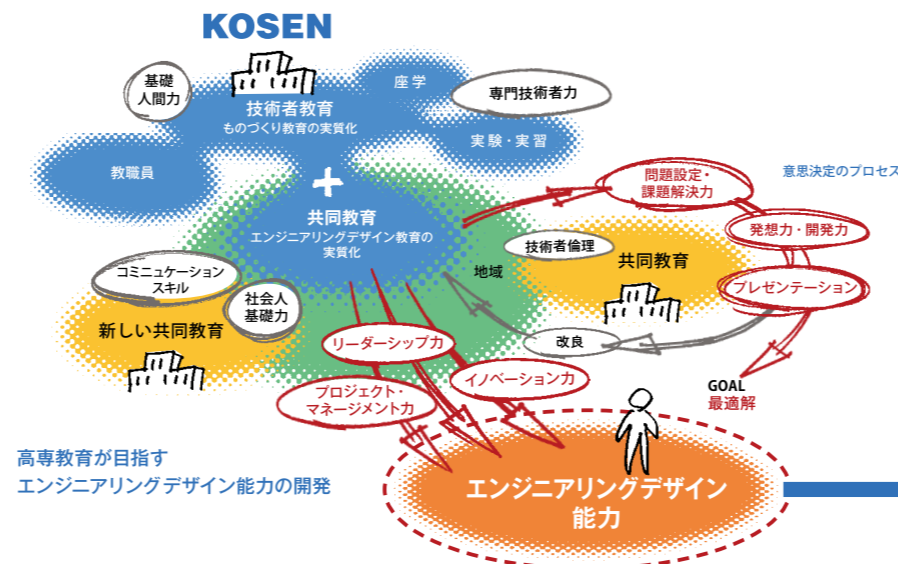 KOSEN
基礎
人間力
座学
専門技術者力
技術者教育
ものづくり教育の実質化
実験・実習
教職員
+
問題設定・
課題解決力
意思決定のプロセス
共同教育
エンジニアリングデザイン教育の
実質化
発想力・開発力
技術者倫理
共同教育
地域
コミニュケーション
スキル
プレゼンテーション
社会人
基礎力
新しい共同教育
リーダーシップ力
改良
イノベーション力
プロジェクト・
マネージメント力
GOAL
最適解
高専教育が目指す
エンジニアリングデザイン能力の開発
エンジニアリングデザイン
能力